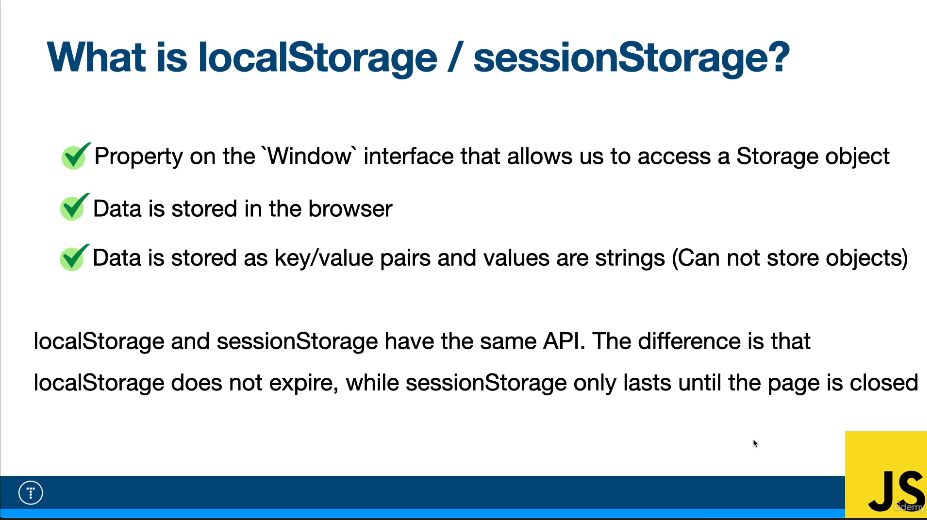 What is localStorage / sessionStorage?
Property on the `Window` interface that allows us to access a Storage object
Data is stored in the browser
Data is stored as key/value pairs and values are strings (Can not store objects)
localStorage and sessionStorage have the same API. The difference is that
localStorage does not expire, while sessionStorage only lasts until the page is closed
JS
udemy